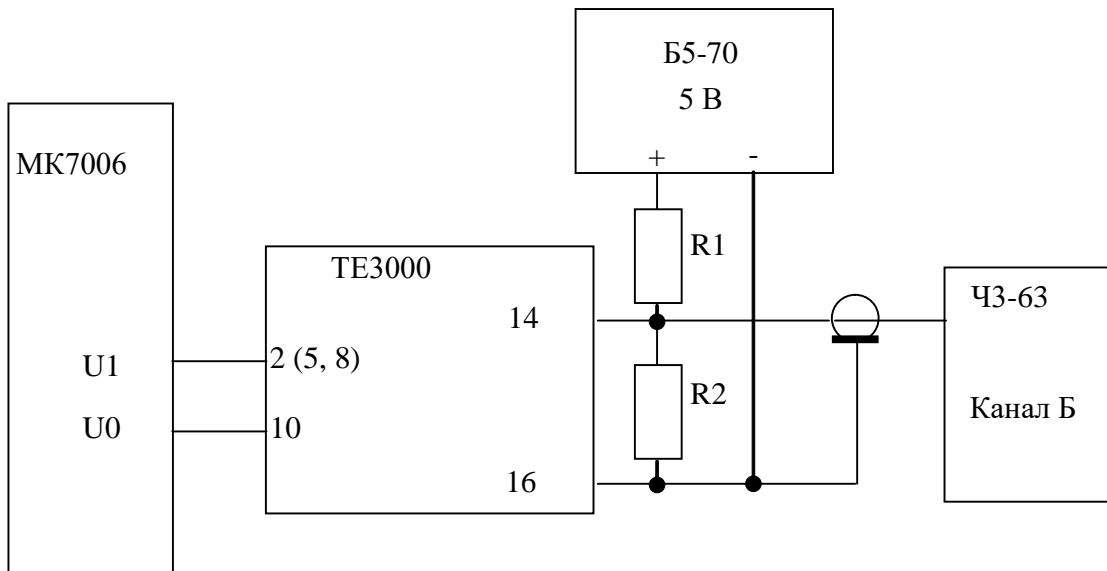 Б5-70
5 В
+ -
МК7006
R1
ТЕ3000
Ч3-63
14
2 (5, 8)
U1
R2
Канал Б
U0
10
16